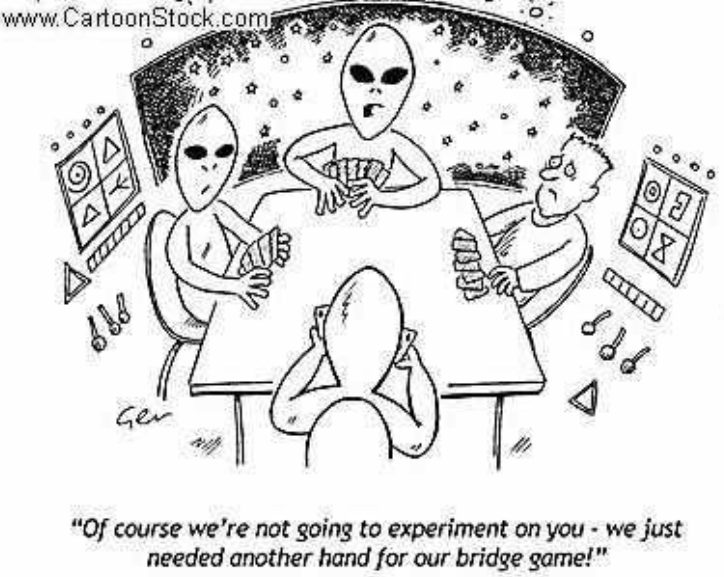 www.CartoonStock.com
Gev
"Of course we're not going to experiment on you - we just
needed another hand for our bridge game!"